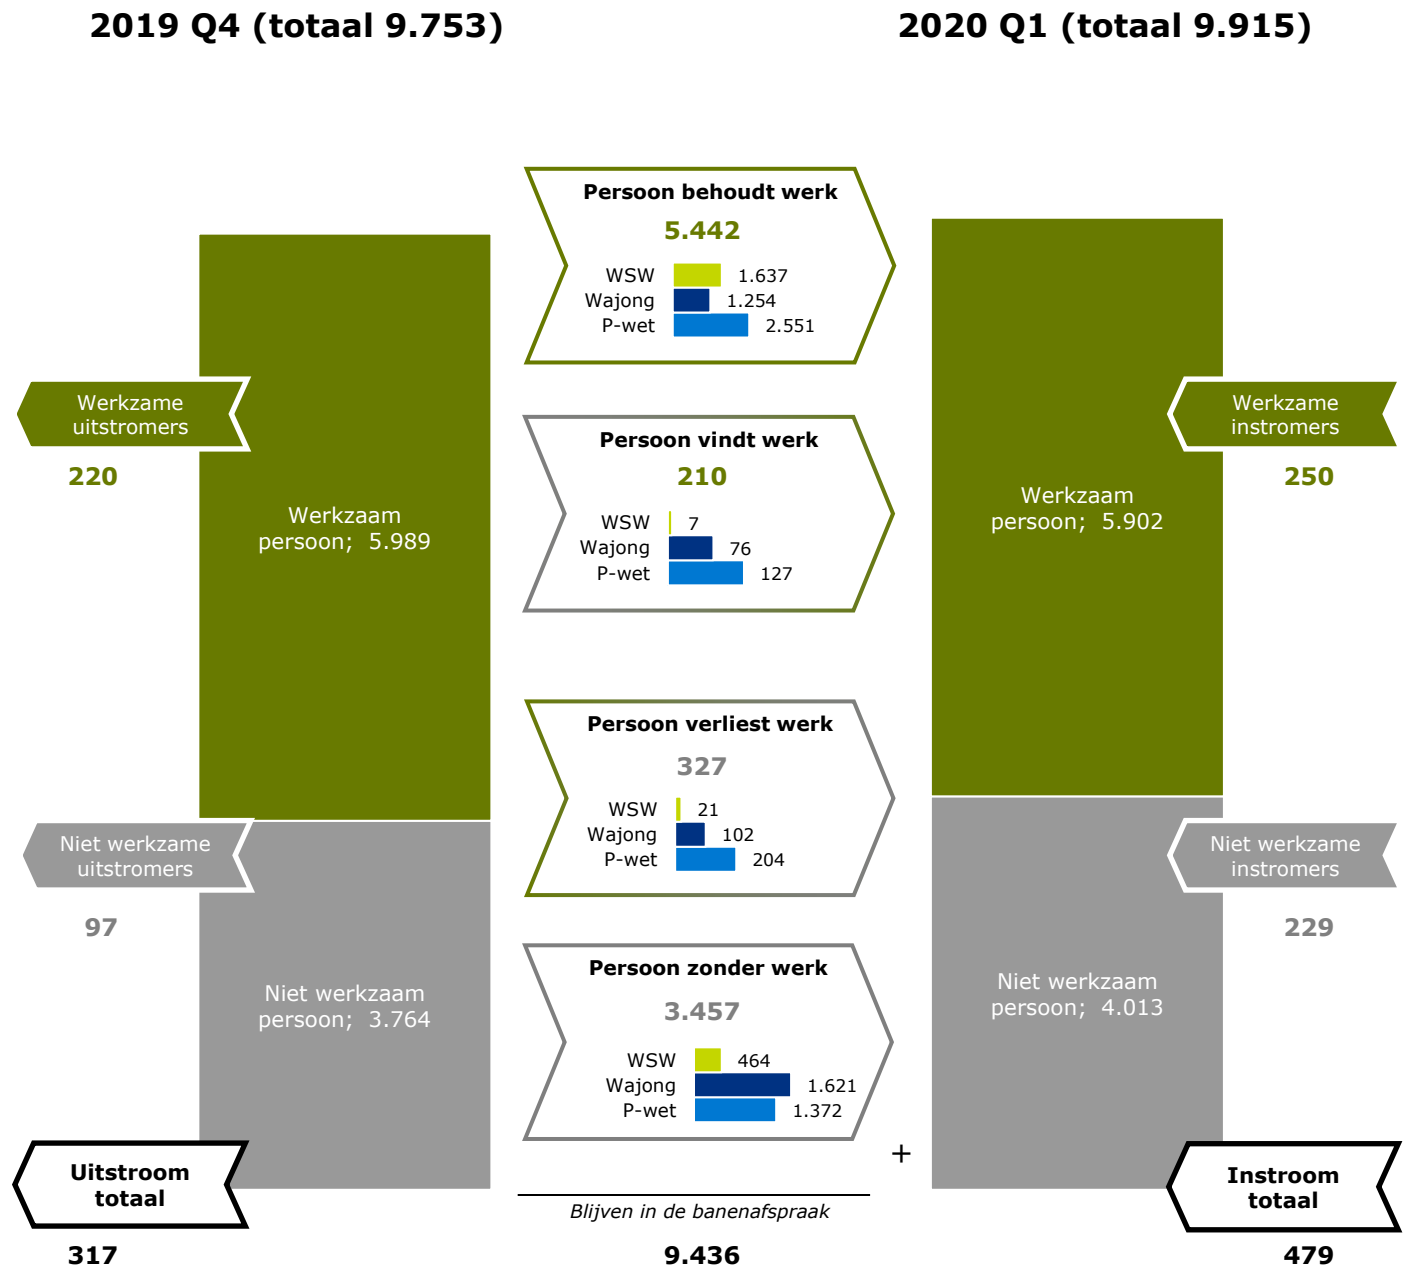 2019 Q4 (totaal 9.753)
2020 Q1 (totaal 9.915)
Werkzame
uitstromers
220
Werkzaam
persoon; 5.989
Niet werkzame
uitstromers
97
Niet werkzaam
persoon; 3.764
Uitstroom
totaal
317
Persoon behoudt werk
5.442
WSW 1.637
Wajong 1.254
P-wet 2.551
Persoon vindt werk
210
WSW 7
Wajong 76
P-wet 127
Persoon verliest werk
327
WSW 21
Wajong 102
P-wet 204
Persoon zonder werk
3.457
WSW 464
Wajong 1.621
P-wet 1.372
+
Blijven in de banenafspraak
9.436
Werkzaam
persoon; 5.902
Werkzame
instromers
250
Niet werkzame
instromers
229
Niet werkzaam
persoon; 4.013
Instroom
totaal
479